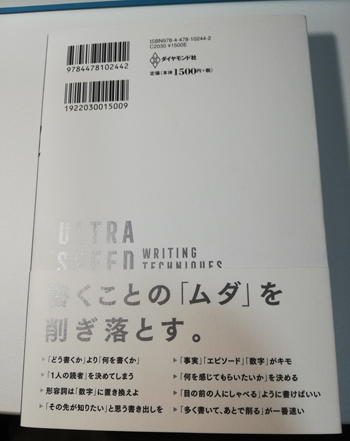 9784478102442
1922030015009
ISBN978-4-478-10244-2
C2030 ¥1500E
ダイヤモンド社
定価(本体1500円+税)
ULTRA
SPEED
WRITING
TECHNIQUES
書くことの「ムダ」を
削ぎ落とす。
▸「どう書くか」より「何を書くか」
▸「1人の読者」を決めてしまう
▸形容詞は「数字」に置き換えよ
▸「その先が知りたい」と思う書き出しを
▸「事実」「エピソード」「数字」がキモ
▸「何を感じてもらいたいか」を決める
▸「目の前の人にしゃべる」ように書けばいい
▸「多く書いて、あとで削る」が一番速い